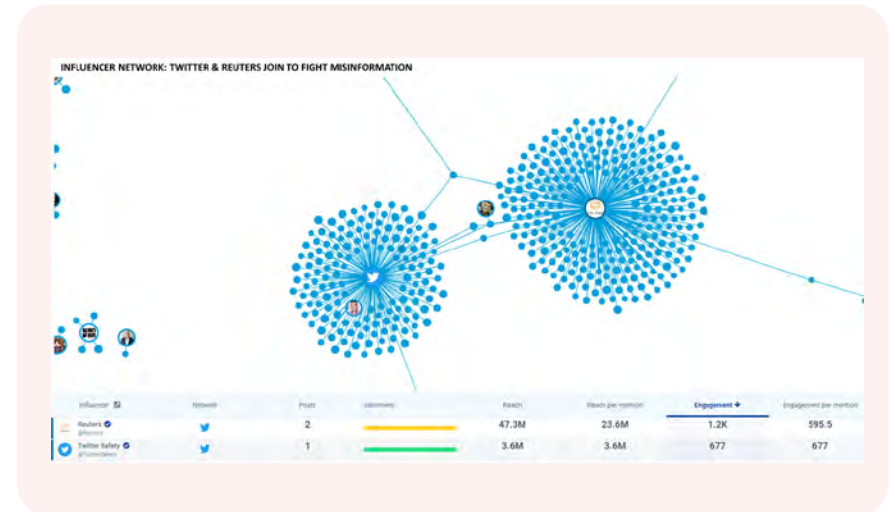 INFLUENCER NETWORK: TWITTER & REUTERS JOIN TO FIGHT MISINFORMATION
Influencer Network Posts Sentiment Reach Reach per mention Engagement Engagement per mention
Reuters 2 47.3M 23.6M 1.2K 595.5
@Reuters
Twitter Safety 1 3.6M 3.6M 677 677
@TwitterSafety